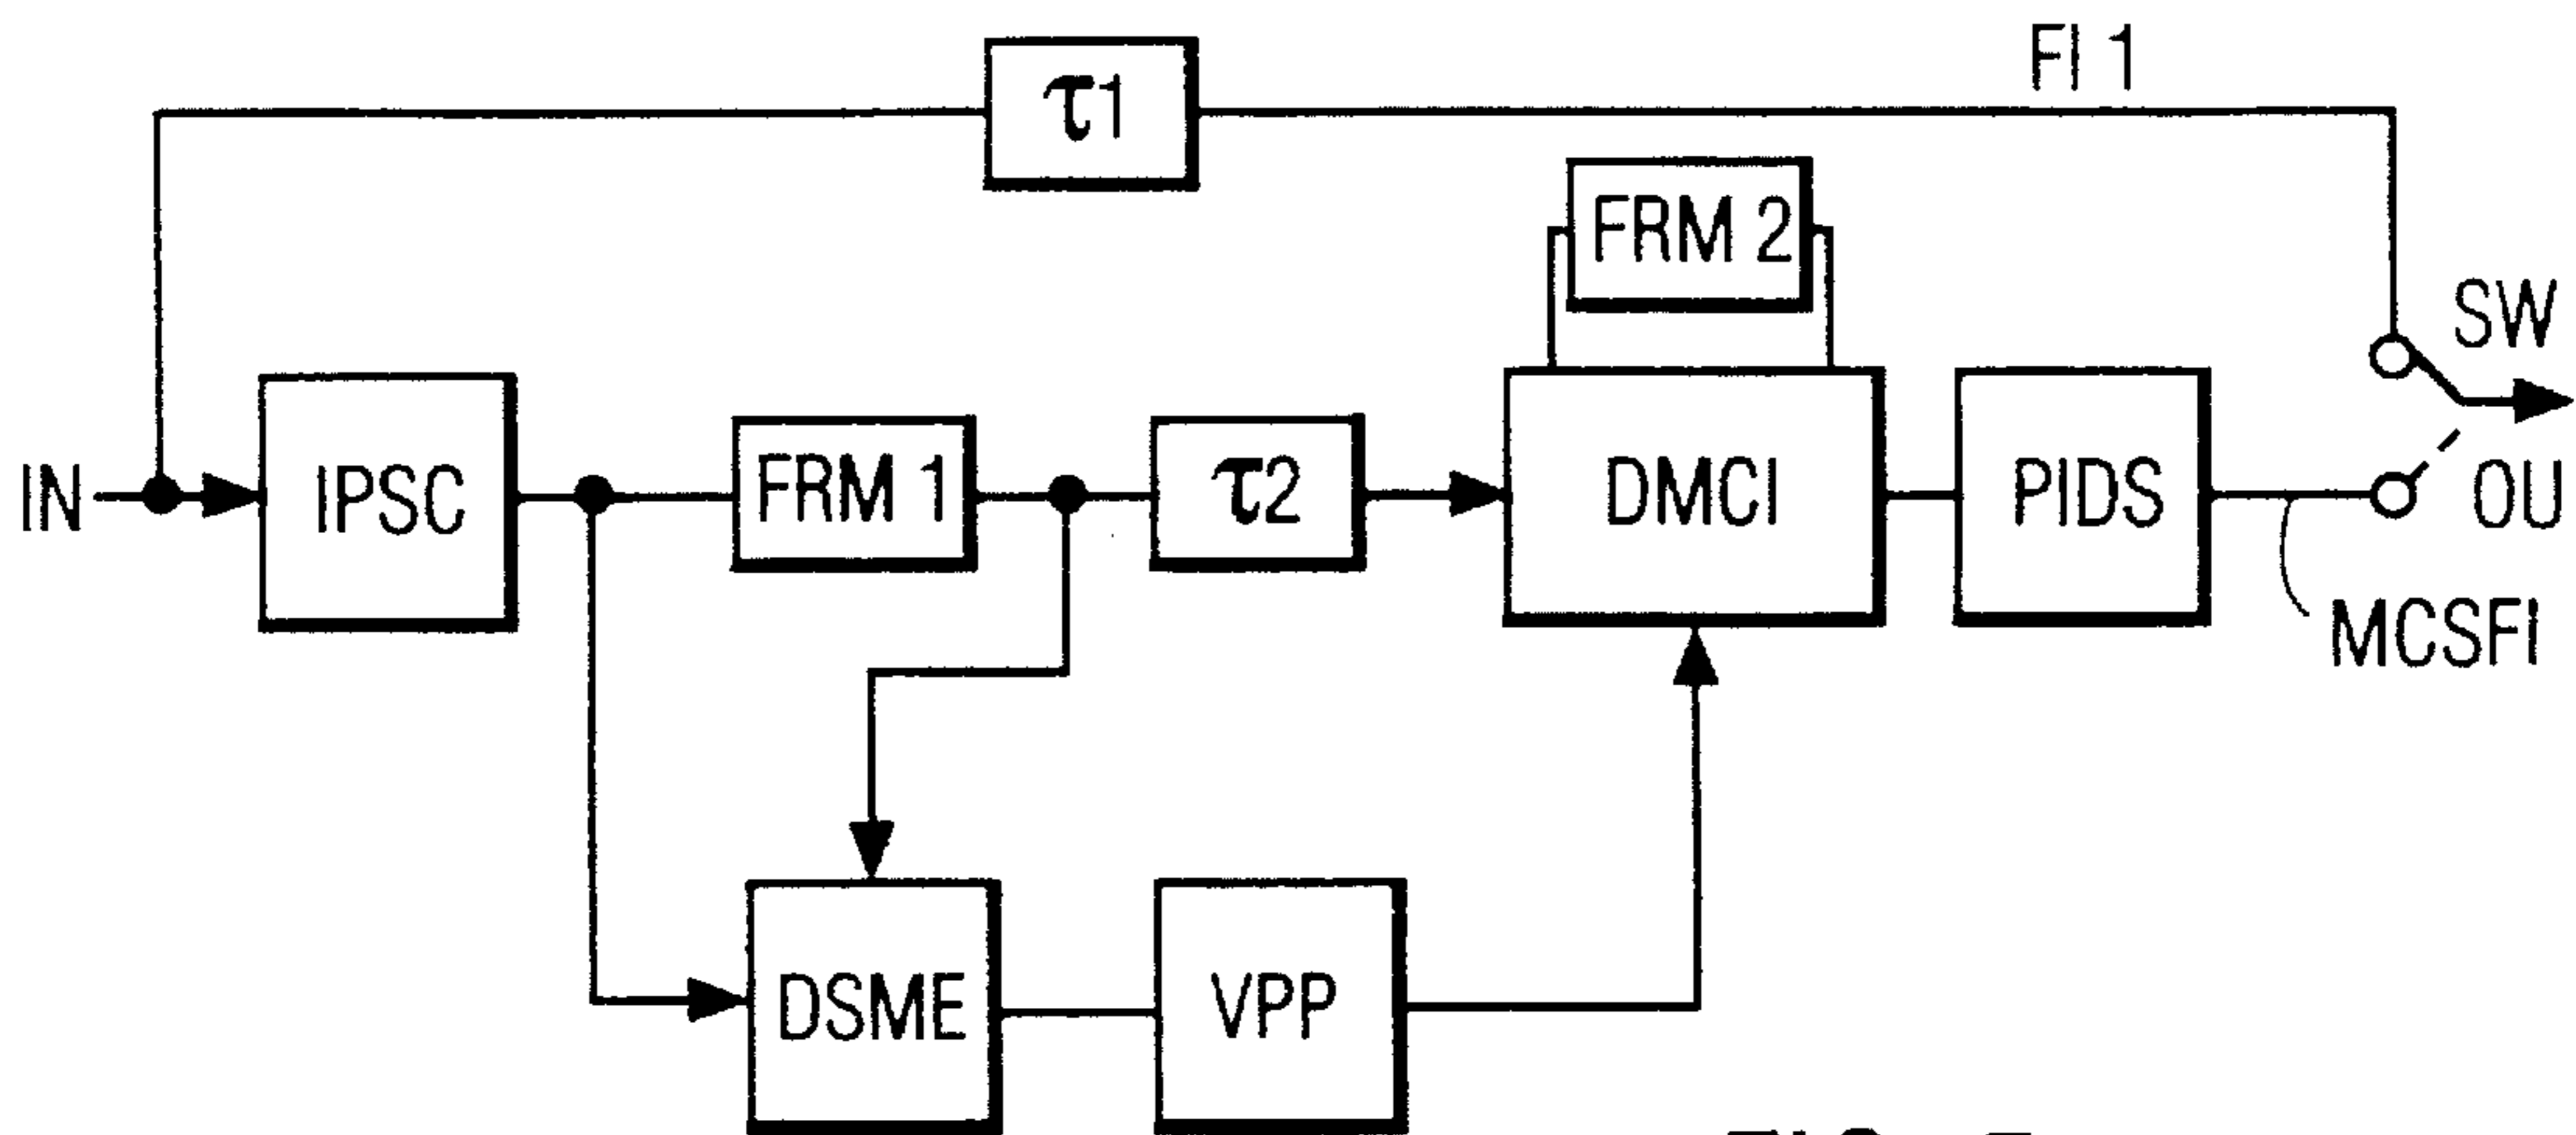 FI 1
τ1
FRM 2
SW
IN
IPSC
FRM 1
τ2
DMCI
PIDS
OU
MCSFI
DSME
VPP